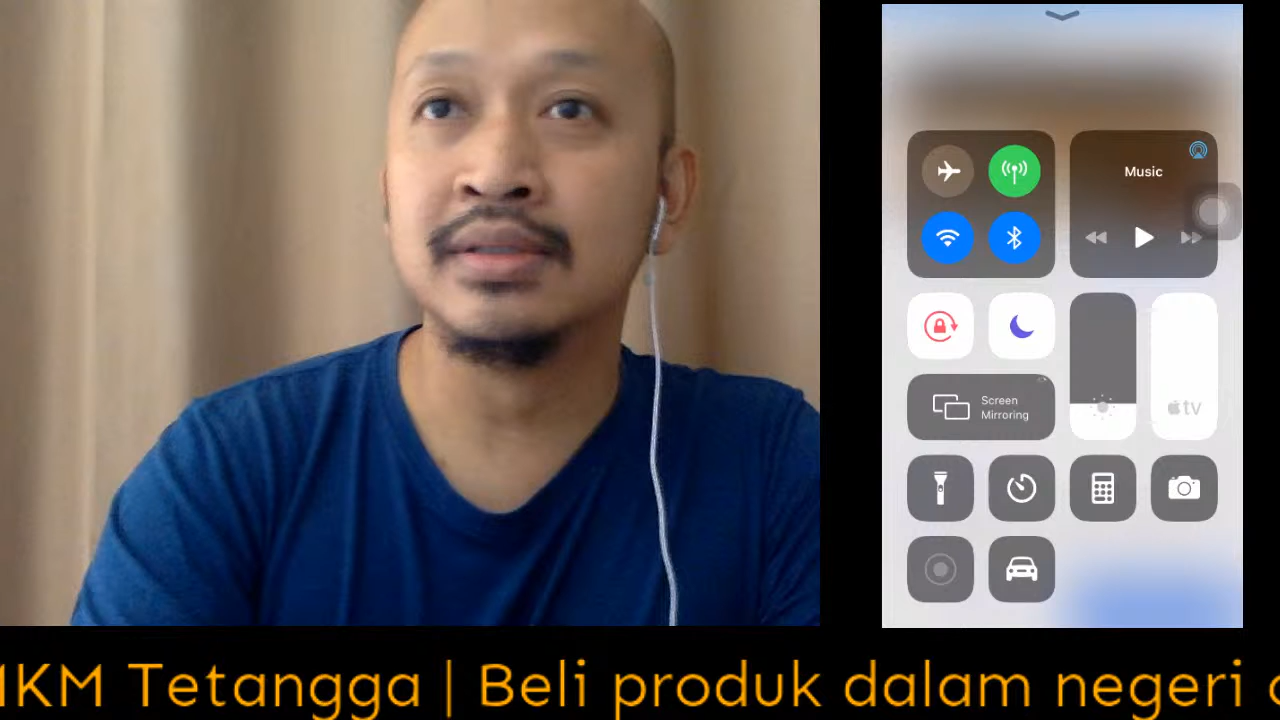 Music
Screen
Mirroring
tv
KM Tetangga | Beli produk dalam negeri